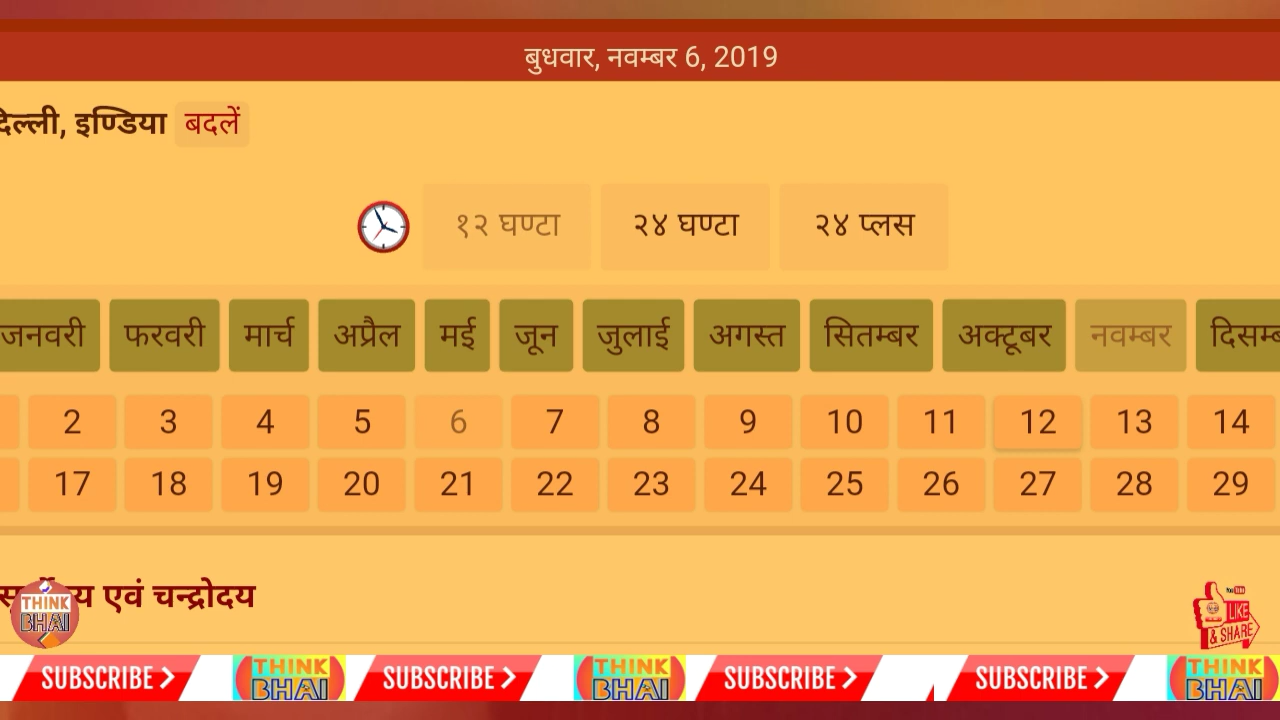 बुधवार, नवम्बर 6, 2019
दिल्ली, इण्डिया बदलें
१२ घण्टा २४ घण्टा २४ प्लस
जनवरी फरवरी मार्च अप्रैल मई जून जुलाई अगस्त सितम्बर अक्टूबर नवम्बर
2 3 4 5 6 7 8 9 10 11 12 13 14
17 18 19 20 21 22 23 24 25 26 27 28 29
एवं चन्द्रोदय
THINK BHAI
YouTube LIKE & SHARE
SUBSCRIBE > THINK BHAI SUBSCRIBE > THINK BHAI SUBSCRIBE > SUBSCRIBE > THINK BHAI